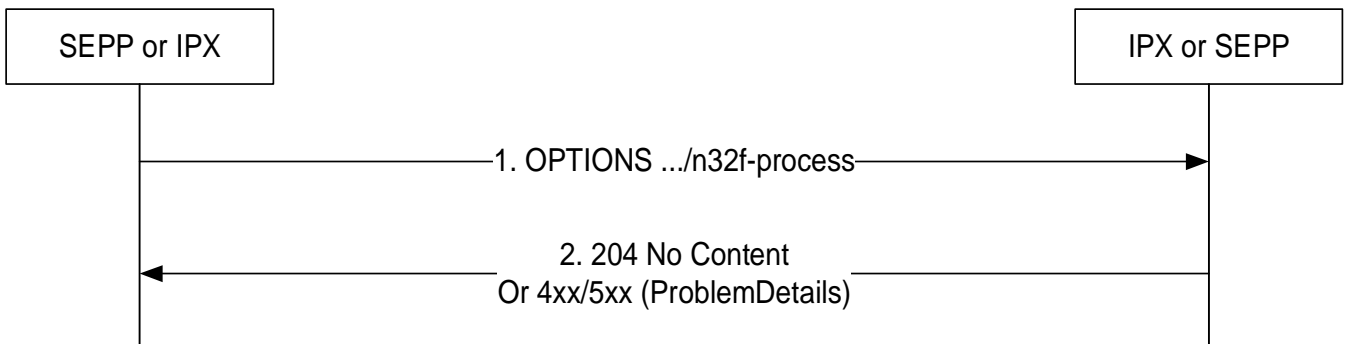 SEPP or IPX
IPX or SEPP
1. OPTIONS .../n32f-process
2. 204 No Content
Or 4xx/5xx (ProblemDetails)